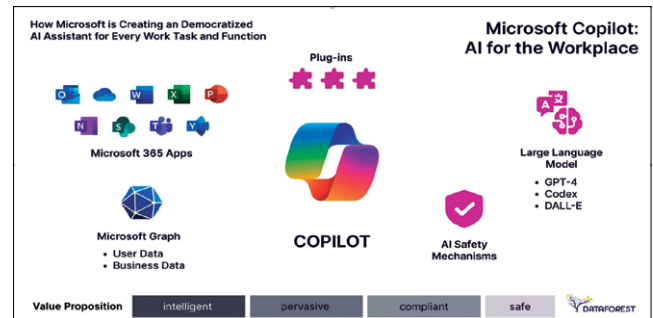 How Microsoft is Creating an Democratized
AI Assistant for Every Work Task and Function
Microsoft Copilot:
AI for the Workplace
Plug-ins
O
W
X
P
N
S
T
Microsoft 365 Apps
A
Large Language
Model
• GPT-4
• Codex
• DALL-E
Microsoft Graph
• User Data
• Business Data
COPILOT
AI Safety
Mechanisms
Value Proposition
intelligent
pervasive
compliant
safe
DATAFOREST